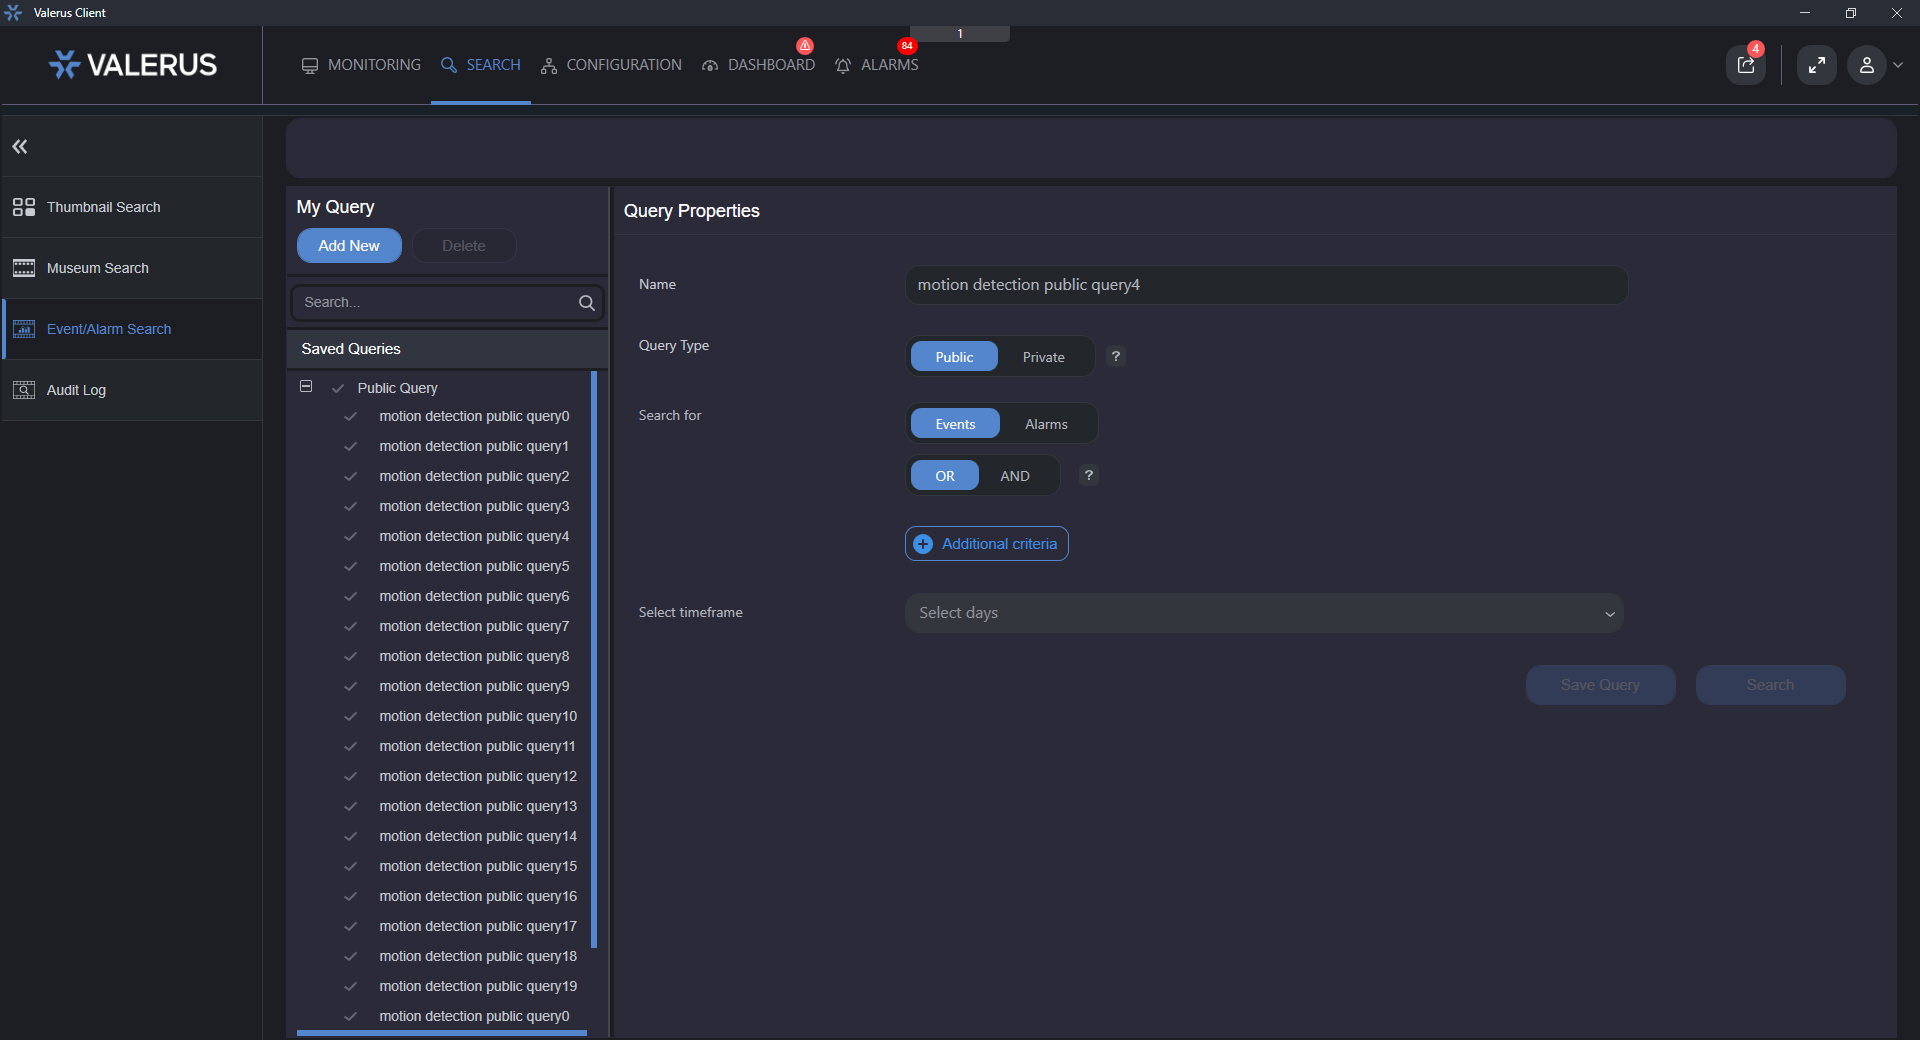 Valerus Client
VALERUS
MONITORING
SEARCH
CONFIGURATION
DASHBOARD
84
ALARMS
1
4
Thumbnail Search
Museum Search
Event/Alarm Search
Audit Log
My Query
Add New
Delete
Search...
Saved Queries
Public Query
motion detection public query0
motion detection public query1
motion detection public query2
motion detection public query3
motion detection public query4
motion detection public query5
motion detection public query6
motion detection public query7
motion detection public query8
motion detection public query9
motion detection public query10
motion detection public query11
motion detection public query12
motion detection public query13
motion detection public query14
motion detection public query15
motion detection public query16
motion detection public query17
motion detection public query18
motion detection public query19
motion detection public query0
Query Properties
Name
motion detection public query4
Query Type
Public
Private
?
Search for
Events
Alarms
OR
AND
?
Additional criteria
Select timeframe
Select days
Save Query
Search